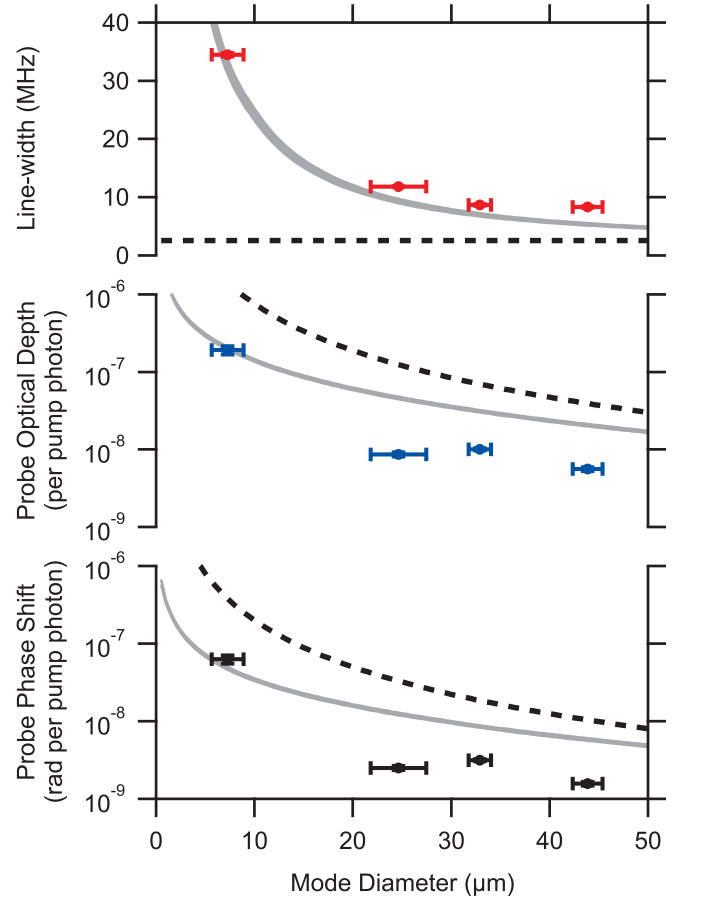 Line-width (MHz)
40
30
20
10
0
Probe Optical Depth
(per pump photon)
10-6
10-7
10-8
10-9
Probe Phase Shift
(rad per pump photon)
10-6
10-7
10-8
10-9
0 10 20 30 40 50
Mode Diameter (µm)